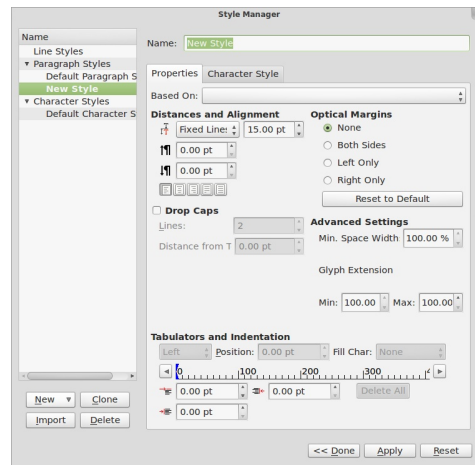 Style Manager
Name
Line Styles
Paragraph Styles
Default Paragraph S
New Style
Character Styles
Default Character S
New
Clone
Import
Delete
Name: New Style
Properties Character Style
Based On:
Distances and Alignment
Fixed Line: 15.00 pt
0.00 pt
0.00 pt
Drop Caps
Lines: 2
Distance from T 0.00 pt
Optical Margins
None
Both Sides
Left Only
Right Only
Reset to Default
Advanced Settings
Min. Space Width 100.00 %
Glyph Extension
Min: 100.00 Max: 100.00
Tabulators and Indentation
Left Position: 0.00 pt Fill Char: None
0 100 200 300
0.00 pt 0.00 pt Delete All
0.00 pt
<< Done Apply Reset